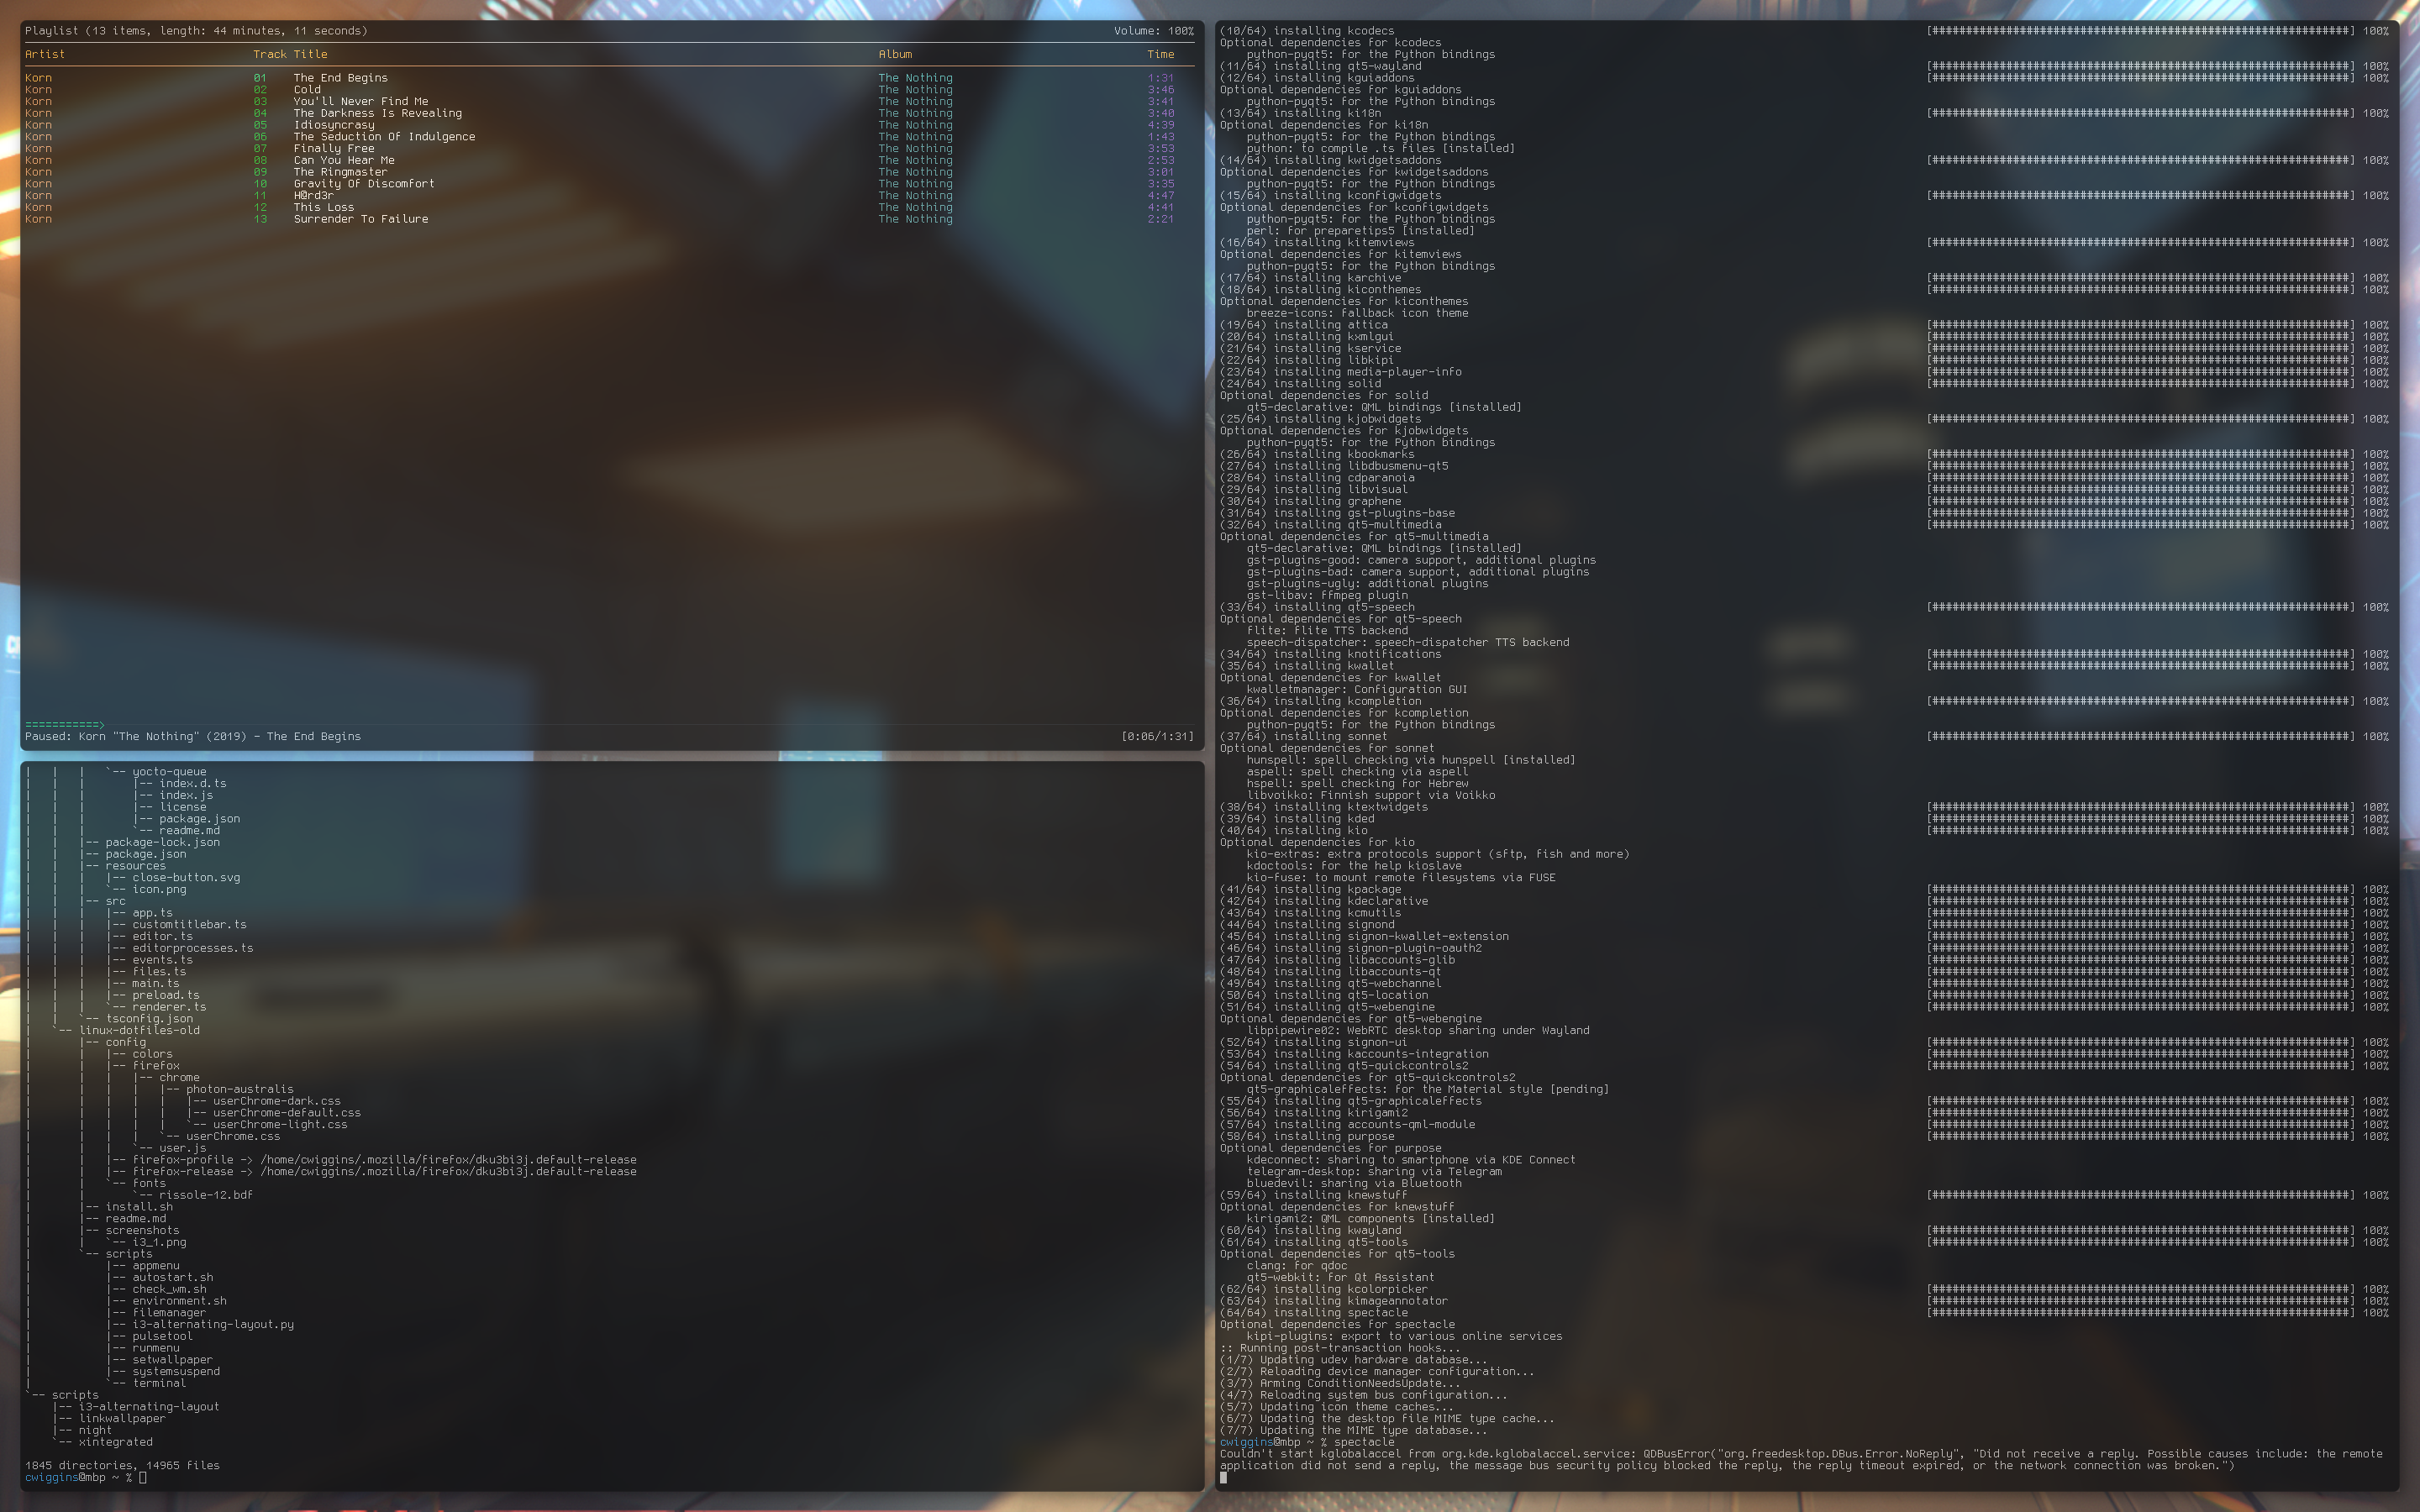 Playlist (13 items, length: 44 minutes, 11 seconds) Volume: 100%
Artist Track Title Album Time
Korn 01 The End Begins The Nothing 1:31
Korn 02 Cold The Nothing 3:46
Korn 03 You'll Never Find Me The Nothing 3:41
Korn 04 The Darkness Is Revealing The Nothing 3:40
Korn 05 Idiosyncrasy The Nothing 4:39
Korn 06 The Seduction Of Indulgence The Nothing 1:43
Korn 07 Finally Free The Nothing 3:53
Korn 08 Can You Hear Me The Nothing 2:53
Korn 09 The Ringmaster The Nothing 3:01
Korn 10 Gravity Of Discomfort The Nothing 3:35
Korn 11 H@rd3r The Nothing 4:47
Korn 12 This Loss The Nothing 4:41
Korn 13 Surrender To Failure The Nothing 2:21
===========>
Paused: Korn "The Nothing" (2019) - The End Begins [0:06/1:31]
|   |   |   `-- yocto-queue
|   |   |       |-- index.d.ts
|   |   |       |-- index.js
|   |   |       |-- license
|   |   |       |-- package.json
|   |   |       `-- readme.md
|   |   |-- package-lock.json
|   |   |-- package.json
|   |   |-- resources
|   |   |   |-- close-button.svg
|   |   |   `-- icon.png
|   |   |-- src
|   |   |   |-- app.ts
|   |   |   |-- customtitlebar.ts
|   |   |   |-- editor.ts
|   |   |   |-- editorprocesses.ts
|   |   |   |-- events.ts
|   |   |   |-- files.ts
|   |   |   |-- main.ts
|   |   |   |-- preload.ts
|   |   |   `-- renderer.ts
|   |   `-- tsconfig.json
|   `-- linux-dotfiles-old
|       |-- config
|       |   |-- colors
|       |   |-- firefox
|       |   |   |-- chrome
|       |   |   |   |-- photon-australis
|       |   |   |   |   |-- userChrome-dark.css
|       |   |   |   |   |-- userChrome-default.css
|       |   |   |   |   `-- userChrome-light.css
|       |   |   |   `-- userChrome.css
|       |   |   `-- user.js
|       |   |-- firefox-profile -> /home/cwiggins/.mozilla/firefox/dku3bi3j.default-release
|       |   |-- firefox-release -> /home/cwiggins/.mozilla/firefox/dku3bi3j.default-release
|       |   `-- fonts
|       |       `-- rissole-12.bdf
|       |-- install.sh
|       |-- readme.md
|       |-- screenshots
|       |   `-- i3_1.png
|       `-- scripts
|           |-- appmenu
|           |-- autostart.sh
|           |-- check_wm.sh
|           |-- environment.sh
|           |-- filemanager
|           |-- i3-alternating-layout.py
|           |-- pulsetool
|           |-- runmenu
|           |-- setwallpaper
|           |-- systemsuspend
|           `-- terminal
`-- scripts
    |-- i3-alternating-layout
    |-- linkwallpaper
    |-- night
    `-- xintegrated
1845 directories, 14965 files
cwiggins@mbp ~ %
(10/64) installing kcodecs [##############################################################] 100%
Optional dependencies for kcodecs
    python-pyqt5: for the Python bindings
(11/64) installing qt5-wayland [##############################################################] 100%
(12/64) installing kguiaddons [##############################################################] 100%
Optional dependencies for kguiaddons
    python-pyqt5: for the Python bindings
(13/64) installing ki18n [##############################################################] 100%
Optional dependencies for ki18n
    python-pyqt5: for the Python bindings
    python: to compile .ts files [installed]
(14/64) installing kwidgetsaddons [##############################################################] 100%
Optional dependencies for kwidgetsaddons
    python-pyqt5: for the Python bindings
(15/64) installing kconfigwidgets [##############################################################] 100%
Optional dependencies for kconfigwidgets
    python-pyqt5: for the Python bindings
    perl: for preparetips5 [installed]
(16/64) installing kitemviews [##############################################################] 100%
Optional dependencies for kitemviews
    python-pyqt5: for the Python bindings
(17/64) installing karchive [##############################################################] 100%
(18/64) installing kiconthemes [##############################################################] 100%
Optional dependencies for kiconthemes
    breeze-icons: fallback icon theme
(19/64) installing attica [##############################################################] 100%
(20/64) installing kxmlgui [##############################################################] 100%
(21/64) installing kservice [##############################################################] 100%
(22/64) installing libkipi [##############################################################] 100%
(23/64) installing media-player-info [##############################################################] 100%
(24/64) installing solid [##############################################################] 100%
Optional dependencies for solid
    qt5-declarative: QML bindings [installed]
(25/64) installing kjobwidgets [##############################################################] 100%
Optional dependencies for kjobwidgets
    python-pyqt5: for the Python bindings
(26/64) installing kbookmarks [##############################################################] 100%
(27/64) installing libdbusmenu-qt5 [##############################################################] 100%
(28/64) installing cdparanoia [##############################################################] 100%
(29/64) installing libvisual [##############################################################] 100%
(30/64) installing graphene [##############################################################] 100%
(31/64) installing gst-plugins-base [##############################################################] 100%
(32/64) installing qt5-multimedia [##############################################################] 100%
Optional dependencies for qt5-multimedia
    qt5-declarative: QML bindings [installed]
    gst-plugins-good: camera support, additional plugins
    gst-plugins-bad: camera support, additional plugins
    gst-plugins-ugly: additional plugins
    gst-libav: ffmpeg plugin
(33/64) installing qt5-speech [##############################################################] 100%
Optional dependencies for qt5-speech
    flite: flite TTS backend
    speech-dispatcher: speech-dispatcher TTS backend
(34/64) installing knotifications [##############################################################] 100%
(35/64) installing kwallet [##############################################################] 100%
Optional dependencies for kwallet
    kwalletmanager: Configuration GUI
(36/64) installing kcompletion [##############################################################] 100%
Optional dependencies for kcompletion
    python-pyqt5: for the Python bindings
(37/64) installing sonnet [##############################################################] 100%
Optional dependencies for sonnet
    hunspell: spell checking via hunspell [installed]
    aspell: spell checking via aspell
    hspell: spell checking for Hebrew
    libvoikko: Finnish support via Voikko
(38/64) installing ktextwidgets [##############################################################] 100%
(39/64) installing kded [##############################################################] 100%
(40/64) installing kio [##############################################################] 100%
Optional dependencies for kio
    kio-extras: extra protocols support (sftp, fish and more)
    kdoctools: for the help kioslave
    kio-fuse: to mount remote filesystems via FUSE
(41/64) installing kpackage [##############################################################] 100%
(42/64) installing kdeclarative [##############################################################] 100%
(43/64) installing kcmutils [##############################################################] 100%
(44/64) installing signond [##############################################################] 100%
(45/64) installing signon-kwallet-extension [##############################################################] 100%
(46/64) installing signon-plugin-oauth2 [##############################################################] 100%
(47/64) installing libaccounts-glib [##############################################################] 100%
(48/64) installing libaccounts-qt [##############################################################] 100%
(49/64) installing qt5-webchannel [##############################################################] 100%
(50/64) installing qt5-location [##############################################################] 100%
(51/64) installing qt5-webengine [##############################################################] 100%
Optional dependencies for qt5-webengine
    libpipewire02: WebRTC desktop sharing under Wayland
(52/64) installing signon-ui [##############################################################] 100%
(53/64) installing kaccounts-integration [##############################################################] 100%
(54/64) installing qt5-quickcontrols2 [##############################################################] 100%
Optional dependencies for qt5-quickcontrols2
    qt5-graphicaleffects: for the Material style [pending]
(55/64) installing qt5-graphicaleffects [##############################################################] 100%
(56/64) installing kirigami2 [##############################################################] 100%
(57/64) installing accounts-qml-module [##############################################################] 100%
(58/64) installing purpose [##############################################################] 100%
Optional dependencies for purpose
    kdeconnect: sharing to smartphone via KDE Connect
    telegram-desktop: sharing via Telegram
    bluedevil: sharing via Bluetooth
(59/64) installing knewstuff [##############################################################] 100%
Optional dependencies for knewstuff
    kirigami2: QML components [installed]
(60/64) installing kwayland [##############################################################] 100%
(61/64) installing qt5-tools [##############################################################] 100%
Optional dependencies for qt5-tools
    clang: for qdoc
    qt5-webkit: for Qt Assistant
(62/64) installing kcolorpicker [##############################################################] 100%
(63/64) installing kimageannotator [##############################################################] 100%
(64/64) installing spectacle [##############################################################] 100%
Optional dependencies for spectacle
    kipi-plugins: export to various online services
:: Running post-transaction hooks...
(1/7) Updating udev hardware database...
(2/7) Reloading device manager configuration...
(3/7) Arming ConditionNeedsUpdate...
(4/7) Reloading system bus configuration...
(5/7) Updating icon theme caches...
(6/7) Updating the desktop file MIME type cache...
(7/7) Updating the MIME type database...
cwiggins@mbp ~ % spectacle
Couldn't start kglobalaccel from org.kde.kglobalaccel.service: QDBusError("org.freedesktop.DBus.Error.NoReply", "Did not receive a reply. Possible causes include: the remote
application did not send a reply, the message bus security policy blocked the reply, the reply timeout expired, or the network connection was broken.")